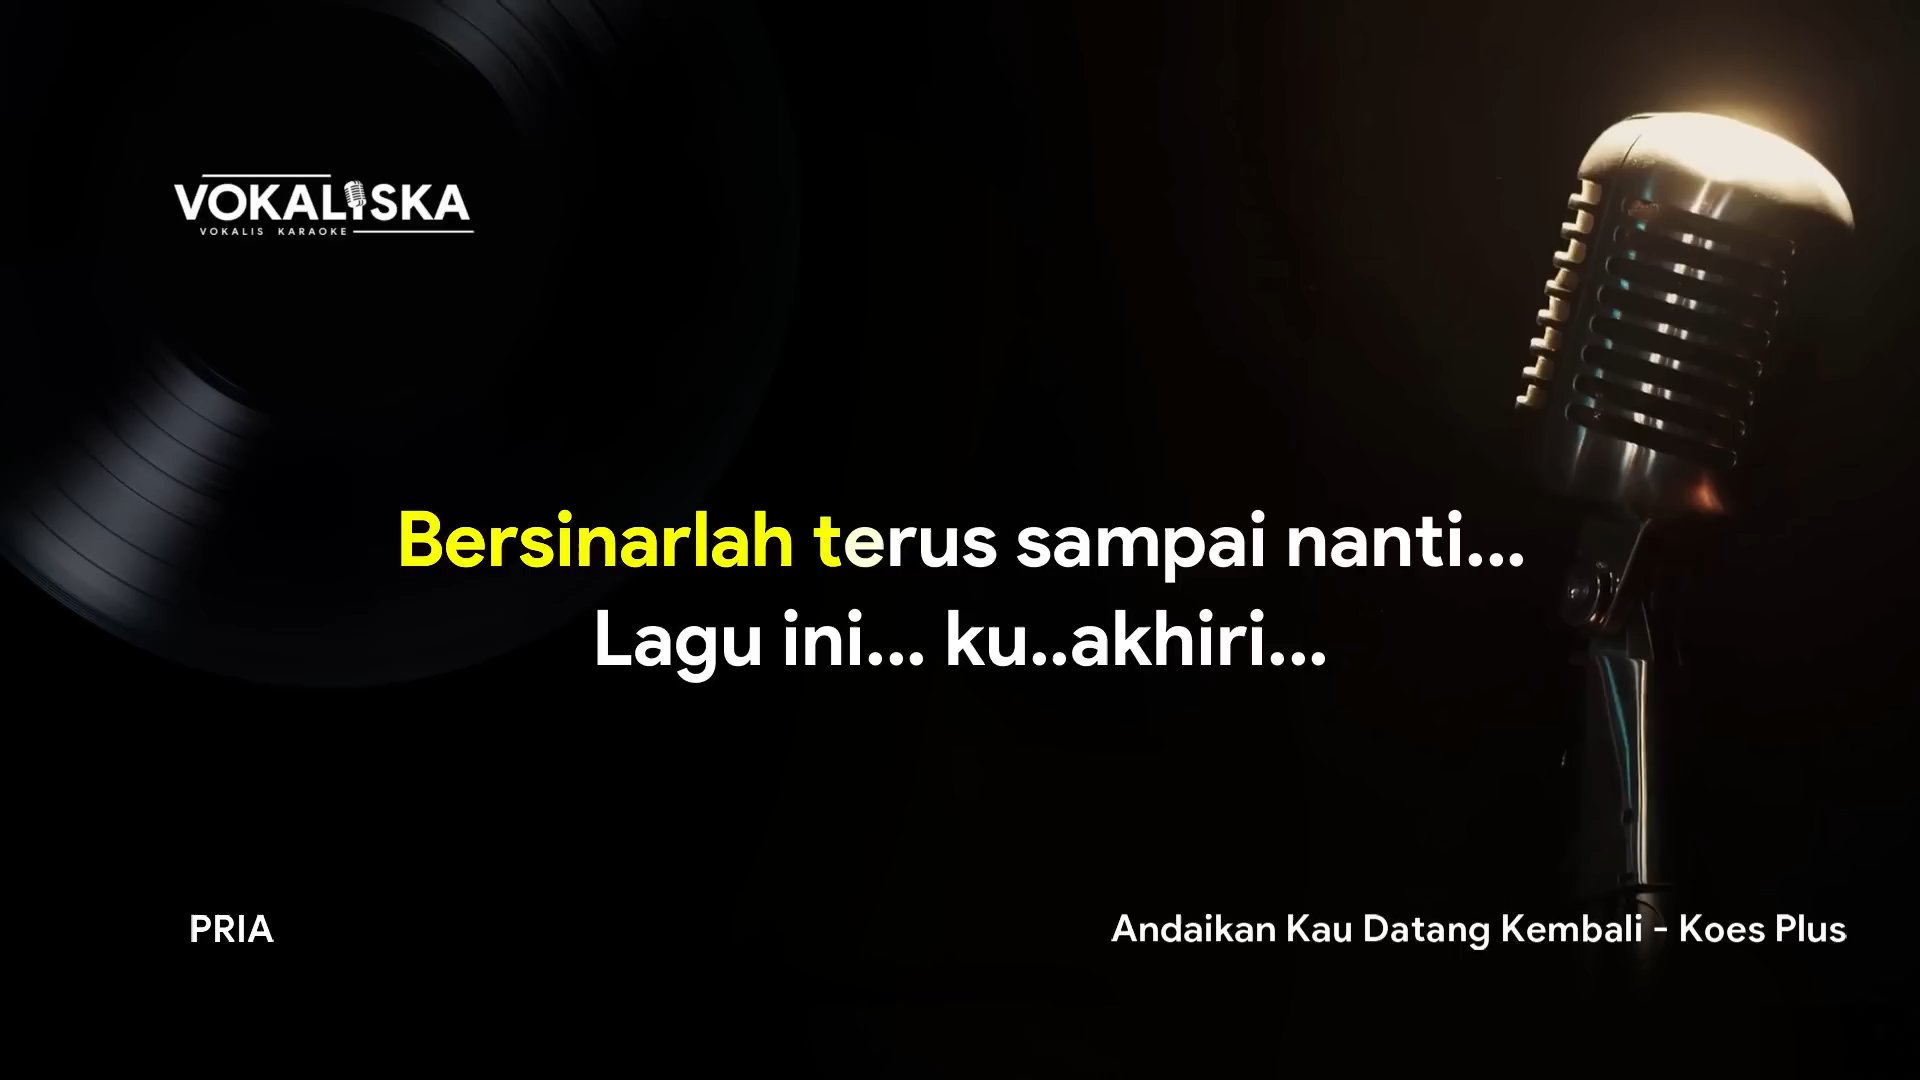 VOKALISKA
VOKALIS KARAOKE
Bersinarlah terus sampai nanti...
Lagu ini... ku..akhiri...
PRIA
Andaikan Kau Datang Kembali - Koes Plus